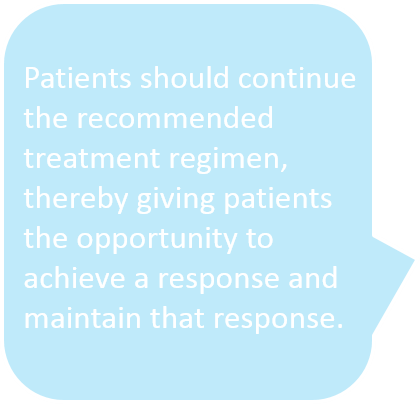 Patients should continue
the recommended
treatment regimen,
thereby giving patients
the opportunity to
achieve a response and
maintain that response.